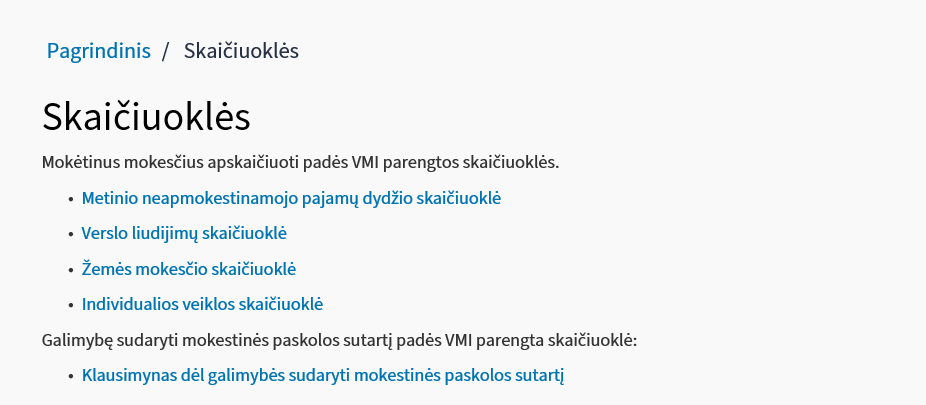 Pagrindinis / Skaičiuoklės
Skaičiuoklės
Mokėtinus mokesčius apskaičiuoti padės VMI parengtos skaičiuoklės.
• Metinio neapmokestinamojo pajamų dydžio skaičiuoklė
• Verslo liudijimų skaičiuoklė
• Žemės mokesčio skaičiuoklė
• Individualios veiklos skaičiuoklė
Galimybę sudaryti mokestinės paskolos sutartį padės VMI parengta skaičiuoklė:
• Klausimynas dėl galimybės sudaryti mokestinės paskolos sutartį